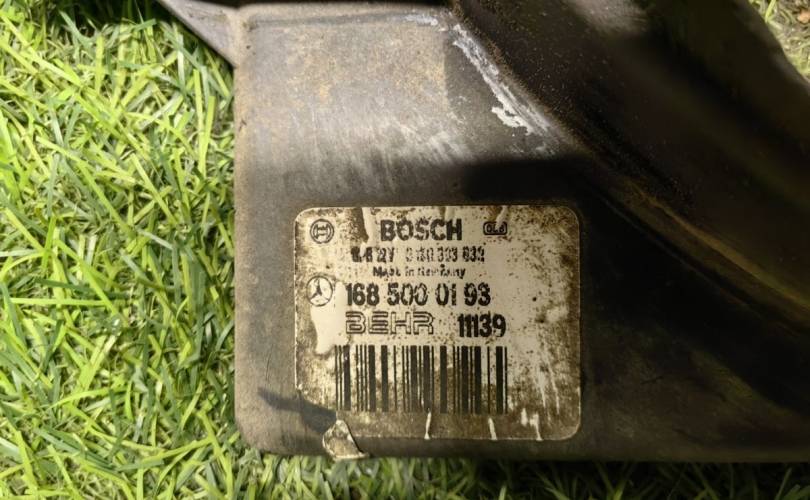 BOSCH
Made in Germany
168 500 01 93
BEHR 11139